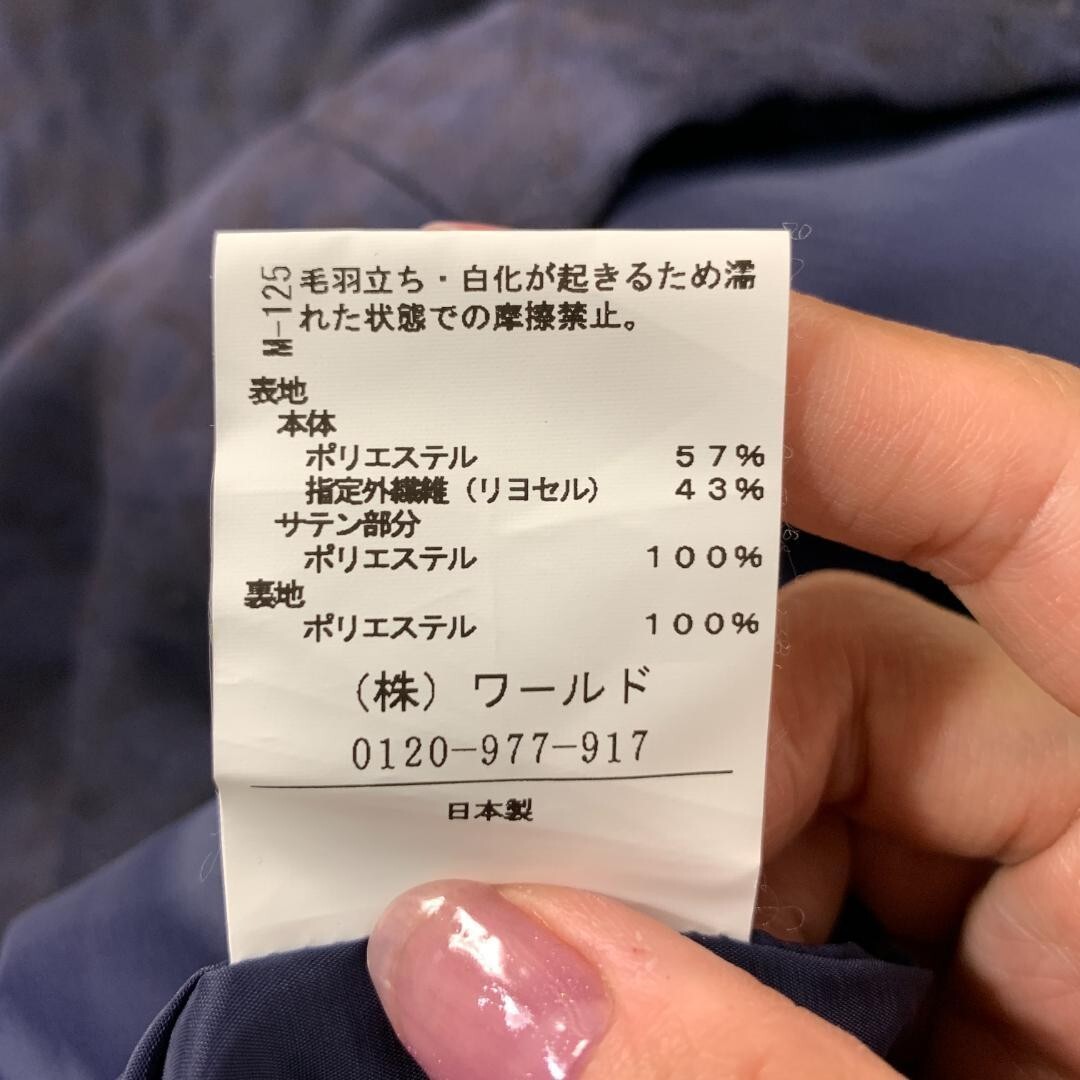 M-125
毛羽立ち・白化が起きるため濡
れた状態での摩擦禁止。
表地
本体
ポリエステル 57%
指定外繊維（リヨセル） 43%
サテン部分
ポリエステル 100%
裏地
ポリエステル 100%
（株）ワールド
0120-977-917
日本製